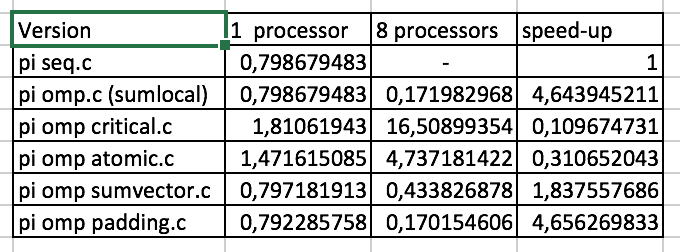 Version 1 processor 8 processors speed-up
pi seq.c 0,798679483 - 1
pi omp.c (sumlocal) 0,798679483 0,171982968 4,643945211
pi omp critical.c 1,81061943 16,50899354 0,109674731
pi omp atomic.c 1,471615085 4,737181422 0,310652043
pi omp sumvector.c 0,797181913 0,433826878 1,837557686
pi omp padding.c 0,792285758 0,170154606 4,656269833